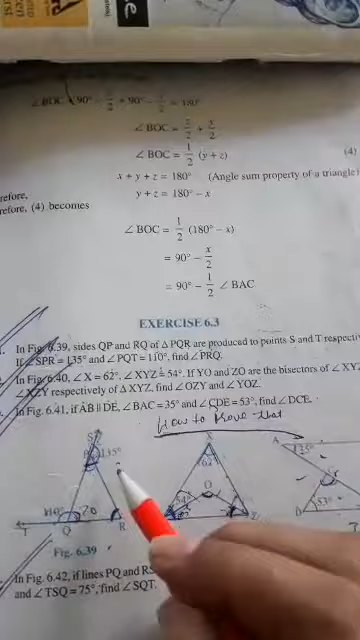 ∠BOC + 90° − z/2 + 90° − y/2 = 180°
∠BOC = z/2 + y/2
∠BOC = 1/2 (y + z) (4)
x + y + z = 180° (Angle sum property of a triangle)
refore, y + z = 180° − x
refore, (4) becomes
∠BOC = 1/2 (180° − x)
= 90° − x/2
= 90° − 1/2 ∠BAC
EXERCISE 6.3
In Fig. 6.39, sides QP and RQ of ΔPQR are produced to points S and T respective
If ∠SPR = 135° and ∠PQT = 110°, find ∠PRQ.
In Fig. 6.40, ∠X = 62°, ∠XYZ = 54°. If YO and ZO are the bisectors of ∠XYZ
∠XZY respectively of ΔXYZ, find ∠OZY and ∠YOZ.
In Fig. 6.41, if AB ∥ DE, ∠BAC = 35° and ∠CDE = 53°, find ∠DCE.
how to Prove that
S 135° X A
62°
110° 70 54° O 53°
T Q R Z D
Fig. 6.39
In Fig. 6.42, if lines PQ and RS
and ∠TSQ = 75°, find ∠SQT.